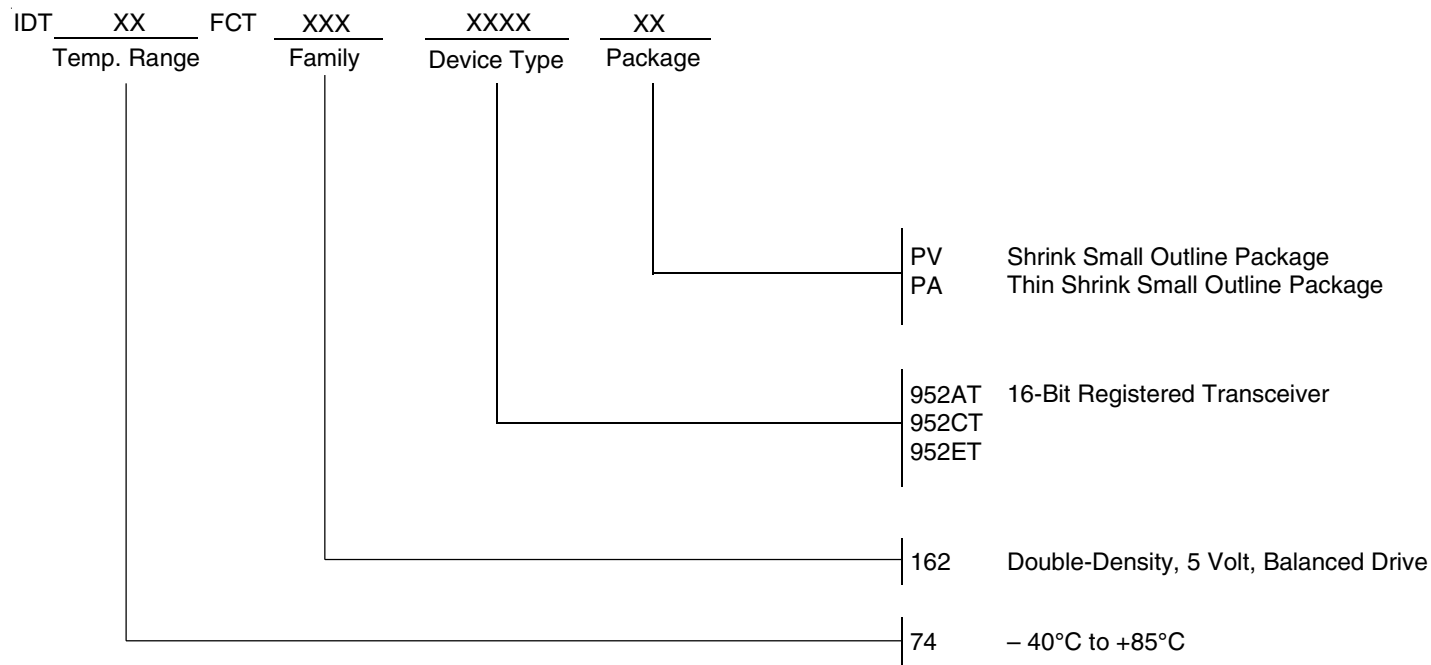 IDT XX FCT XXX XXXX XX
Temp. Range Family Device Type Package
PV Shrink Small Outline Package
PA Thin Shrink Small Outline Package
952AT 16-Bit Registered Transceiver
952CT
952ET
162 Double-Density, 5 Volt, Balanced Drive
74 – 40°C to +85°C